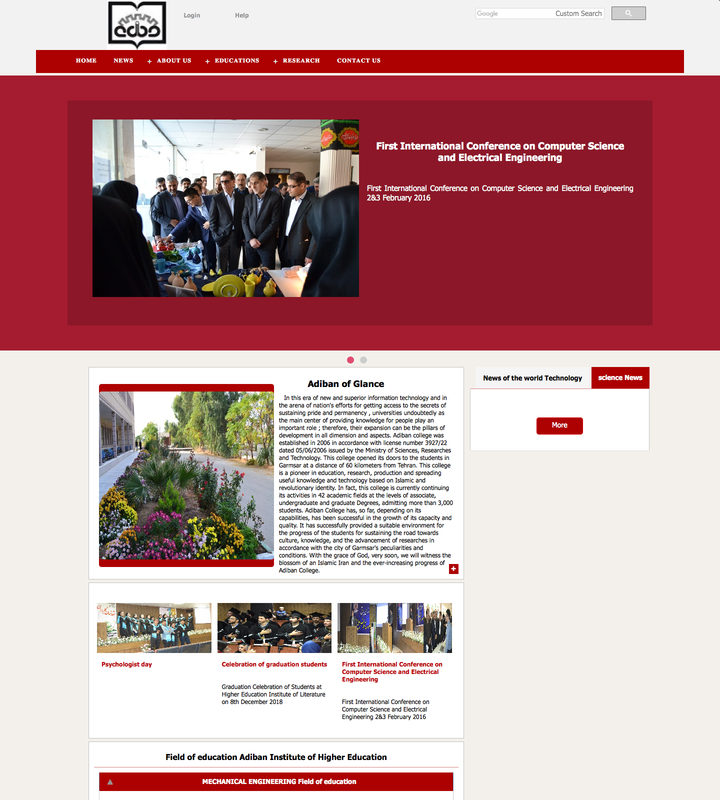 Login
Help
Google
Custom Search
HOME
NEWS
+ ABOUT US
+ EDUCATIONS
+ RESEARCH
CONTACT US
First International Conference on Computer Science
and Electrical Engineering
First International Conference on Computer Science and Electrical Engineering
2&3 February 2016
Adiban of Glance
In this era of new and superior information technology and in
the arena of nation's efforts for getting access to the secrets of
sustaining pride and permanency , universities undoubtedly as
the main center of providing knowledge for people play an
important role ; therefore, their expansion can be the pillars of
development in all dimension and aspects. Adiban college was
established in 2006 in accordance with license number 3927/22
dated 05/06/2006 issued by the Ministry of Sciences, Researches
and Technology. This college opened its doors to the students in
Garmsar at a distance of 60 kilometers from Tehran. This college
is a pioneer in education, research, production and spreading
useful knowledge and technology based on Islamic and
revolutionary identity. In fact, this college is currently continuing
its activities in 42 academic fields at the levels of associate,
undergraduate and graduate Degrees, admitting more than 3,000
students. Adiban College has, so far, depending on its
capabilities, has been successful in the growth of its capacity and
quality. It has successfully provided a suitable environment for
the progress of the students for sustaining the road towards
culture, knowledge, and the advancement of researches in
accordance with the city of Garmsar's peculiarities and
conditions. With the grace of God, very soon, we will witness the
blossom of an Islamic Iran and the ever-increasing progress of
Adiban College.
+
News of the world Technology
science News
More
Psychologist day
Celebration of graduation students
Graduation Celebration of Students at
Higher Education Institute of Literature
on 8th December 2018
First International Conference on
Computer Science and Electrical
Engineering
First International Conference on
Computer Science and Electrical
Engineering 2&3 February 2016
Field of education Adiban Institute of Higher Education
MECHANICAL ENGINEERING Field of education